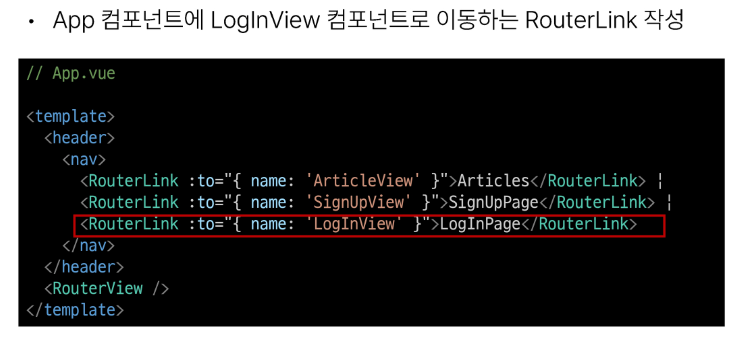 • App 컴포넌트에 LogInView 컴포넌트로 이동하는 RouterLink 작성
// App.vue
<template>
  <header>
    <nav>
      <RouterLink :to="{ name: 'ArticleView' }">Articles</RouterLink> ¦
      <RouterLink :to="{ name: 'SignUpView' }">SignUpPage</RouterLink> ¦
      <RouterLink :to="{ name: 'LogInView' }">LogInPage</RouterLink>
    </nav>
  </header>
  <RouterView />
</template>